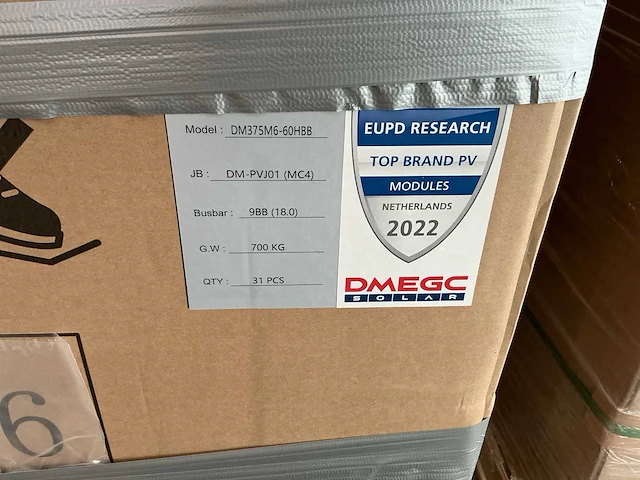 Model : DM375M6-60HBB
JB : DM-PVJ01 (MC4)
Busbar : 9BB (18.0)
G.W : 700 KG
QTY : 31 PCS
EUPD RESEARCH
TOP BRAND PV
MODULES
NETHERLANDS
2022
DMEGC
SOLAR
6